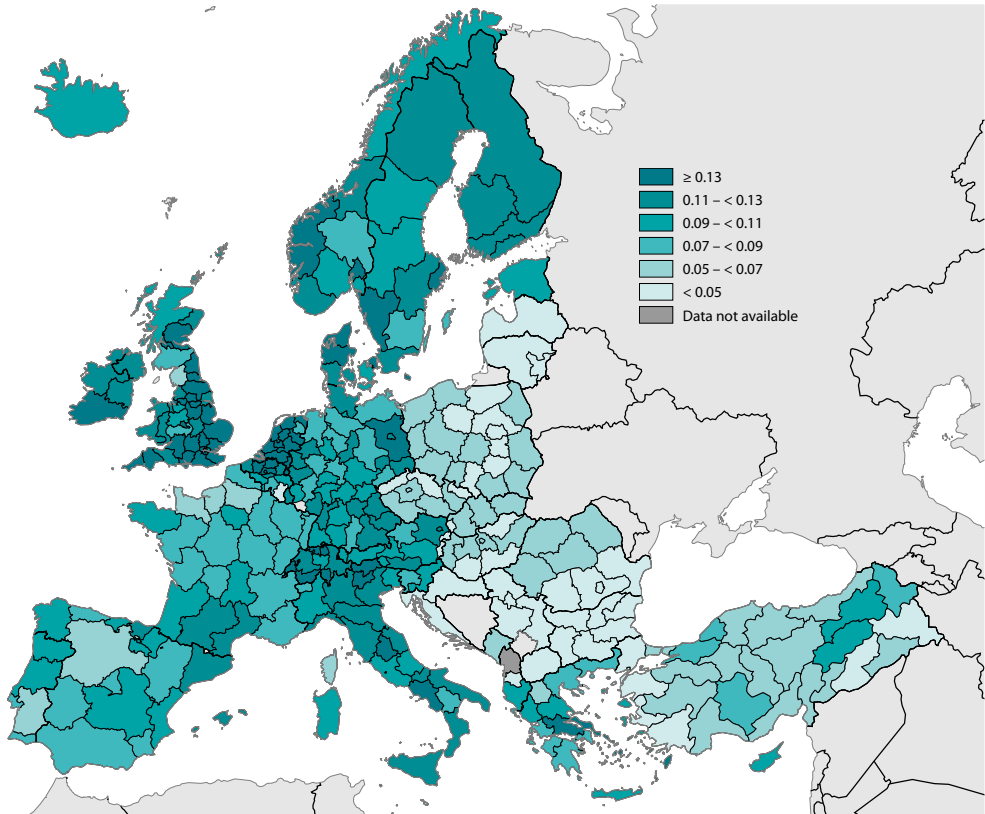 ≥ 0.13
0.11 – < 0.13
0.09 – < 0.11
0.07 – < 0.09
0.05 – < 0.07
< 0.05
Data not available